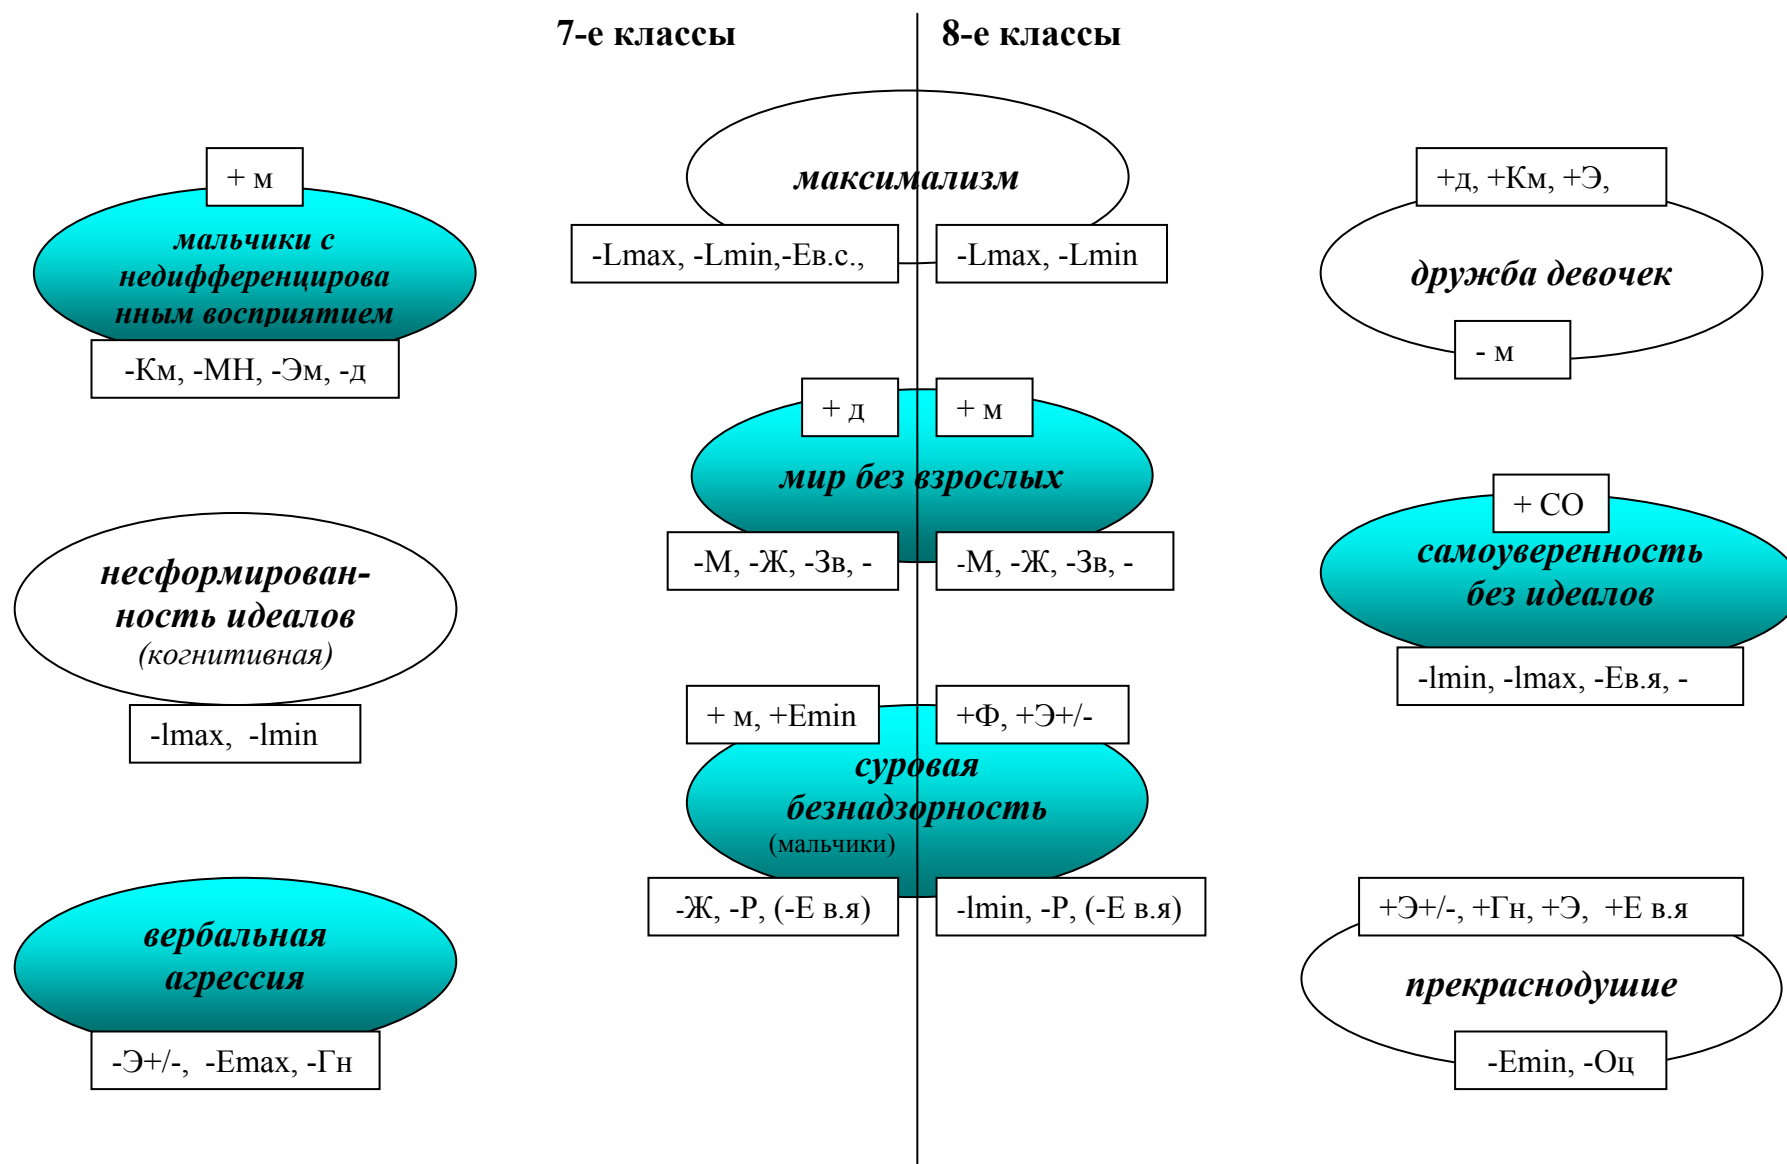 7-е классы
8-е классы
+ м
мальчики с
недифференцирова
нным восприятием
-Км, -МН, -Эм, -д
несформирован-
ность идеалов
(когнитивная)
-lmax, -lmin
вербальная
агрессия
-Э+/-, -Emax, -Гн
максимализм
-Lmax, -Lmin,-Ев.с.,
-Lmax, -Lmin
+ д
+ м
мир без взрослых
-М, -Ж, -Зв, -
-М, -Ж, -Зв, -
+ м, +Emin
+Ф, +Э+/-
суровая
безнадзорность
(мальчики)
-Ж, -Р, (-Е в.я)
-lmin, -Р, (-Е в.я)
+д, +Км, +Э,
дружба девочек
- м
+ СО
самоуверенность
без идеалов
-lmin, -lmax, -Ев.я, -
+Э+/-, +Гн, +Э, +Е в.я
прекраснодушие
-Emin, -Оц